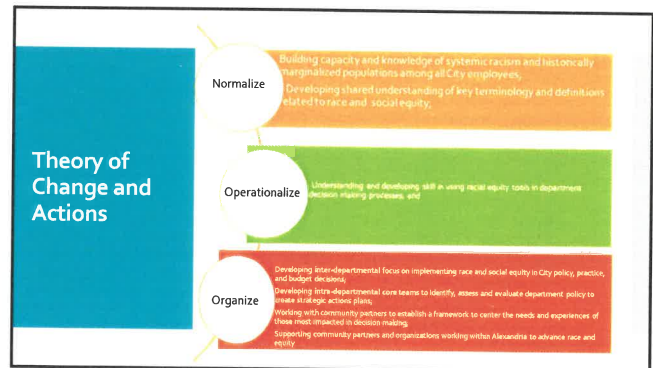 Theory of
Change and
Actions
Normalize
Building capacity and knowledge of systemic racism and historically
marginalized populations among all City employees,
Developing shared understanding of key terminology and definitions
related to race and social equity;
Operationalize
Understanding and developing skill in using racial equity tools in department
decision making processes, and
Organize
Developing inter-departmental focus on implementing race and social equity in City policy, practice,
and budget decisions;
Developing intra-departmental core teams to identify, assess and evaluate department policy to
create strategic actions plans;
Working with community partners to establish a framework to center the needs and experiences of
those most impacted in decision making;
Supporting community partners and organizations working within Alexandria to advance race and
equity